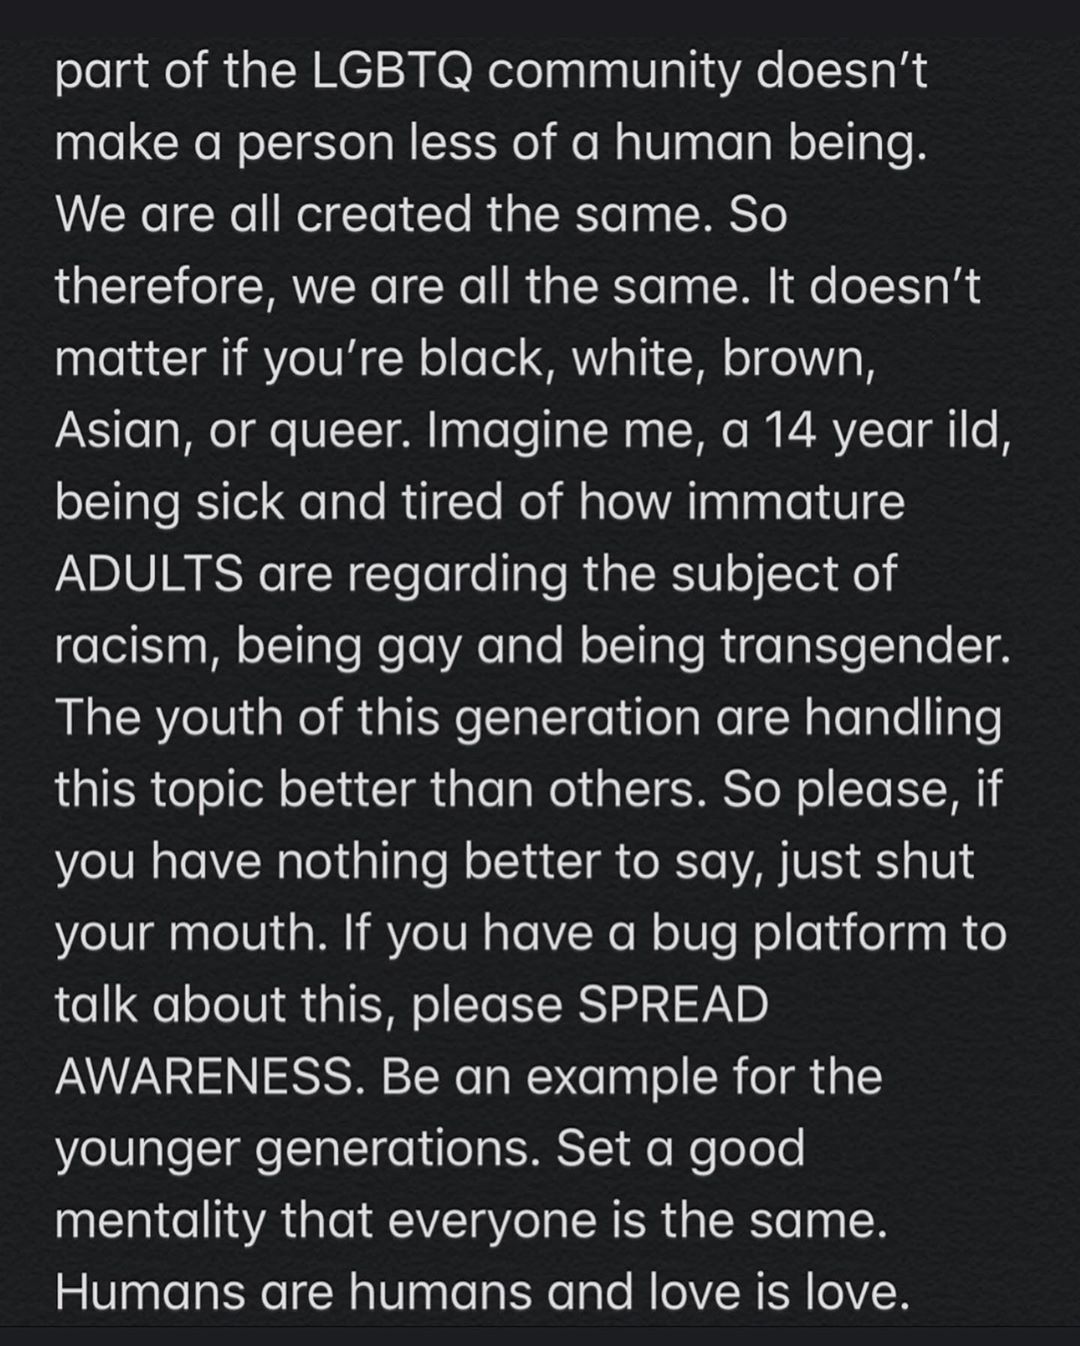 part of the LGBTQ community doesn’t
make a person less of a human being.
We are all created the same. So
therefore, we are all the same. It doesn’t
matter if you’re black, white, brown,
Asian, or queer. Imagine me, a 14 year ild,
being sick and tired of how immature
ADULTS are regarding the subject of
racism, being gay and being transgender.
The youth of this generation are handling
this topic better than others. So please, if
you have nothing better to say, just shut
your mouth. If you have a bug platform to
talk about this, please SPREAD
AWARENESS. Be an example for the
younger generations. Set a good
mentality that everyone is the same.
Humans are humans and love is love.